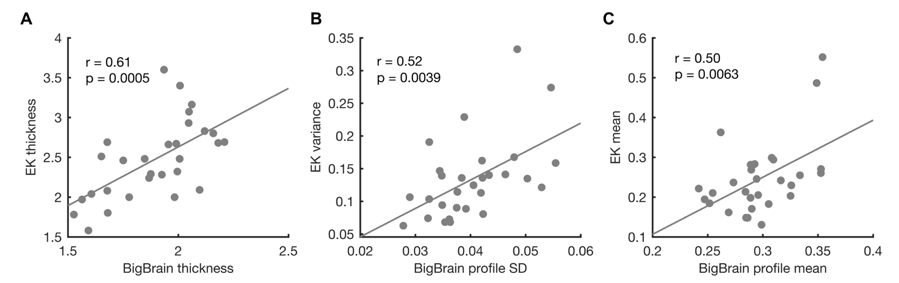 A
r = 0.61
p = 0.0005
EK thickness
4
3.5
3
2.5
2
1.5
1.5
2
2.5
BigBrain thickness
B
r = 0.52
p = 0.0039
EK variance
0.35
0.3
0.25
0.2
0.15
0.1
0.05
0.02
0.03
0.04
0.05
0.06
BigBrain profile SD
C
r = 0.50
p = 0.0063
EK mean
0.6
0.5
0.4
0.3
0.2
0.1
0.2
0.25
0.3
0.35
0.4
BigBrain profile mean